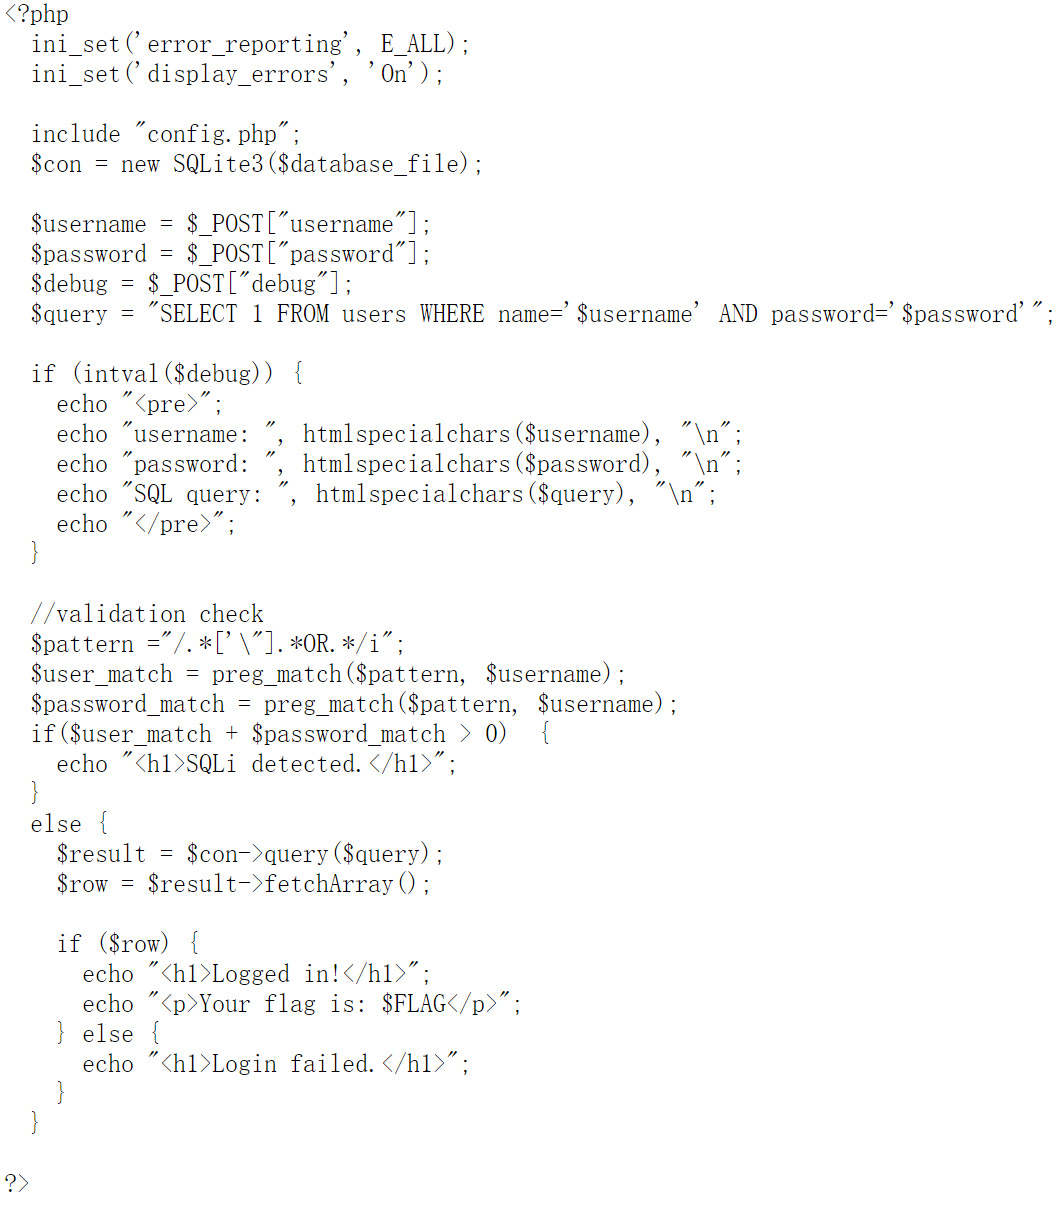 <?php
  ini_set('error_reporting', E_ALL);
  ini_set('display_errors', 'On');

  include "config.php";
  $con = new SQLite3($database_file);

  $username = $_POST["username"];
  $password = $_POST["password"];
  $debug = $_POST["debug"];
  $query = "SELECT 1 FROM users WHERE name='$username' AND password='$password'";

  if (intval($debug)) {
    echo "<pre>";
    echo "username: ", htmlspecialchars($username), "\n";
    echo "password: ", htmlspecialchars($password), "\n";
    echo "SQL query: ", htmlspecialchars($query), "\n";
    echo "</pre>";
  }

  //validation check
  $pattern ="/.*['\"].*OR.*/i";
  $user_match = preg_match($pattern, $username);
  $password_match = preg_match($pattern, $username);
  if($user_match + $password_match > 0)  {
    echo "<h1>SQLi detected.</h1>";
  }
  else {
    $result = $con->query($query);
    $row = $result->fetchArray();

    if ($row) {
      echo "<h1>Logged in!</h1>";
      echo "<p>Your flag is: $FLAG</p>";
    } else {
      echo "<h1>Login failed.</h1>";
    }
  }

?>